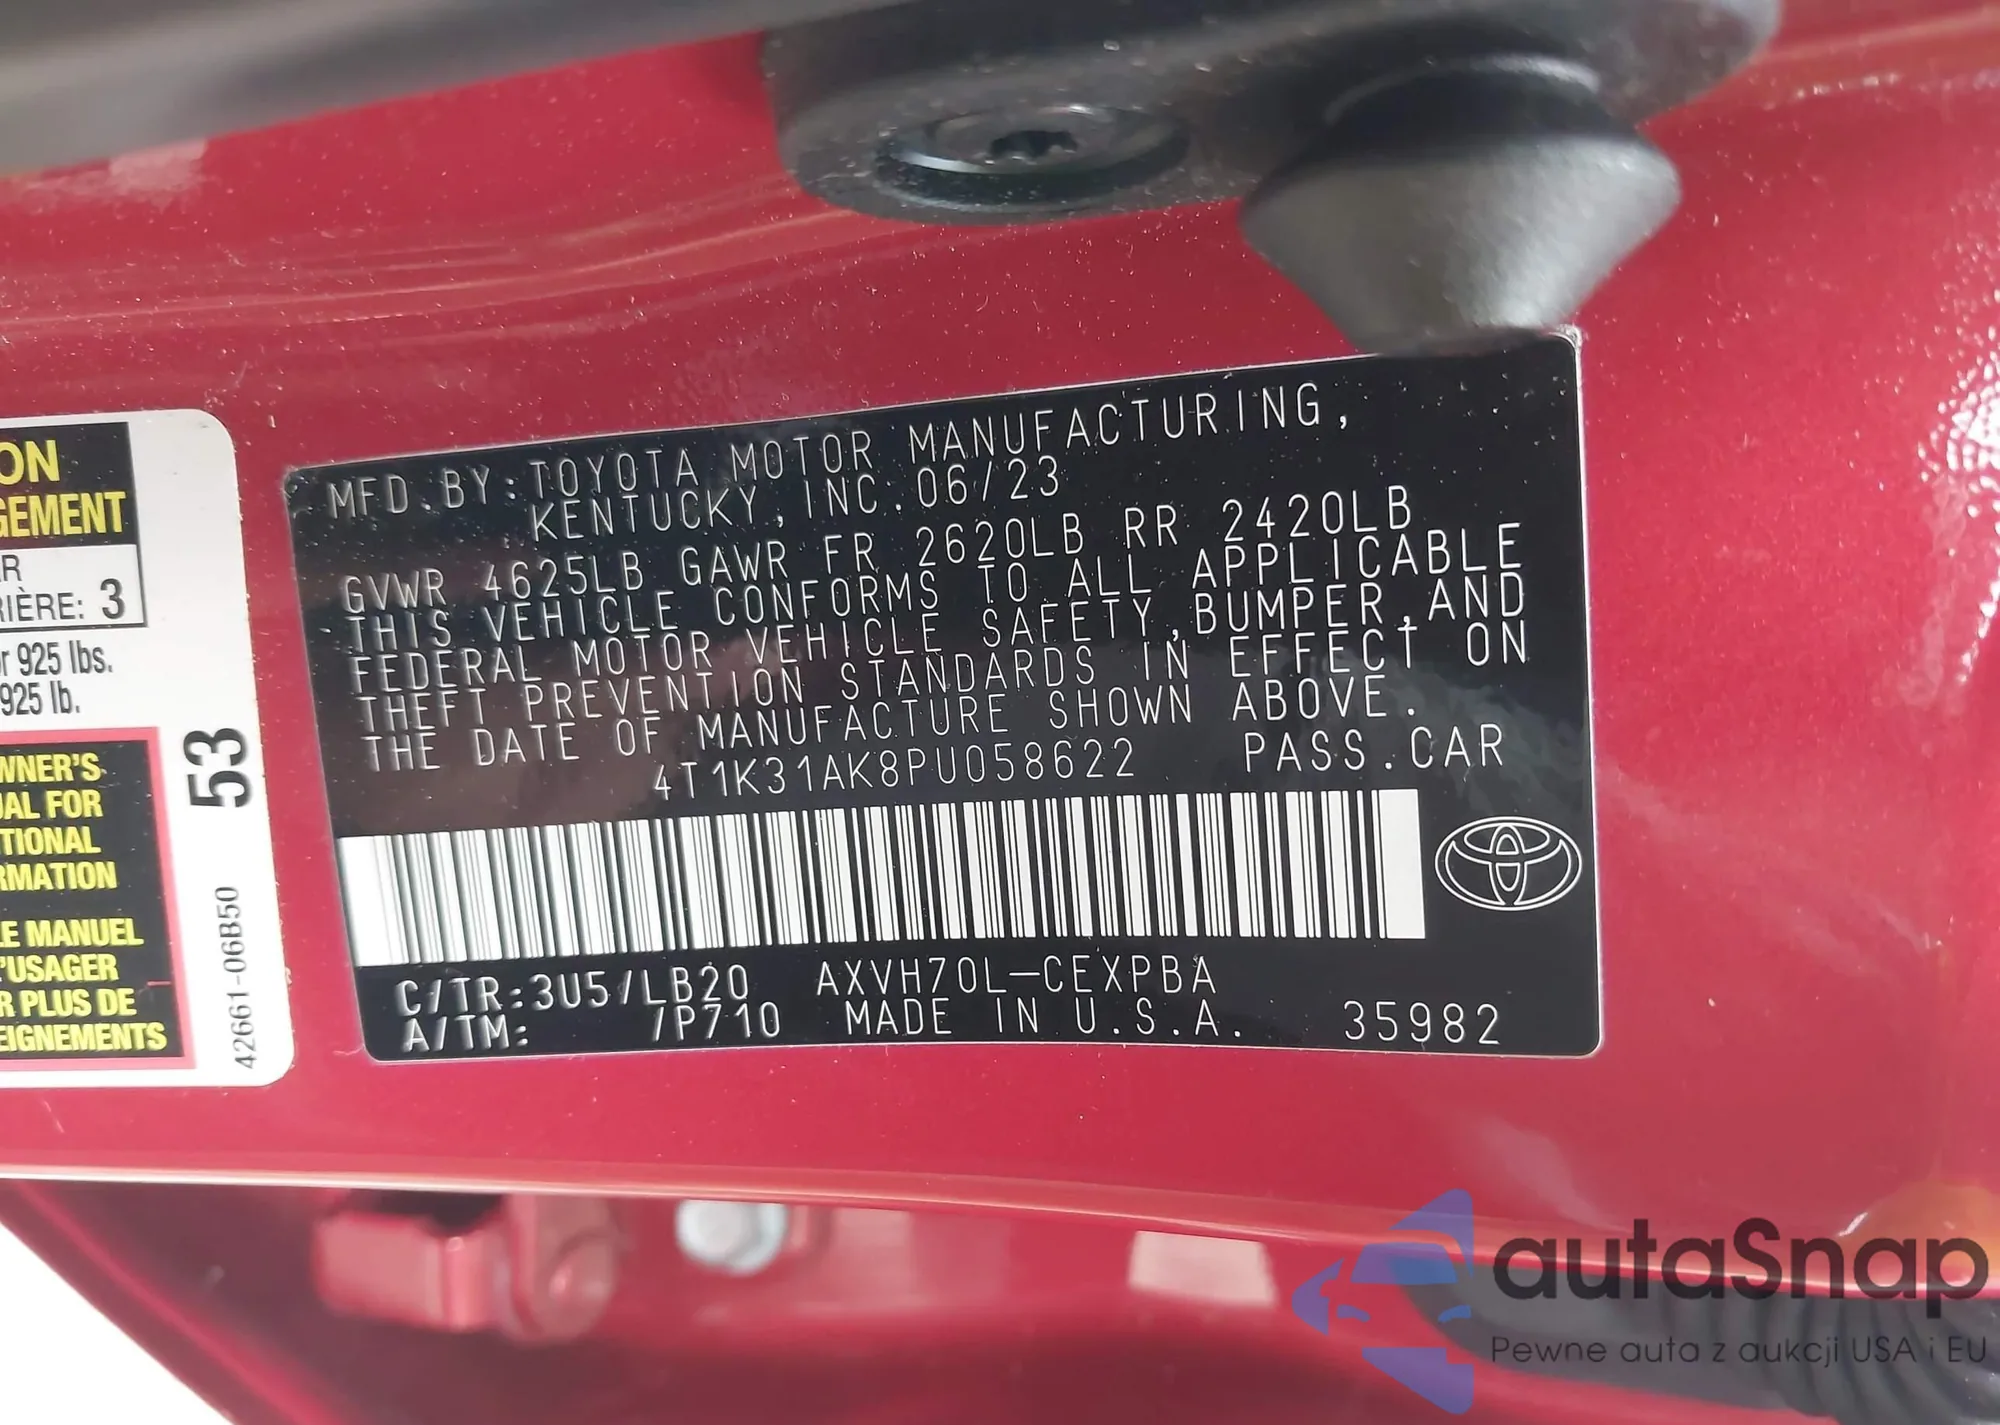 MFD.BY:TOYOTA MOTOR MANUFACTURING,
KENTUCKY,INC. 06/23
GVWR 4625LB GAWR FR 2620LB RR 2420LB
THIS VEHICLE CONFORMS TO ALL APPLICABLE
FEDERAL MOTOR VEHICLE SAFETY,BUMPER,AND
THEFT PREVENTION STANDARDS IN EFFECT ON
THE DATE OF MANUFACTURE SHOWN ABOVE.
4T1K31AK8PU058622 PASS.CAR
C/TR:3U5/LB20 AXVH70L-CEXPBA
A/TM: /P710 MADE IN U.S.A. 35982
ON
GEMENT
R
RIÈRE: 3
r 925 lbs.
925 lb.
WNER'S
UAL FOR
TIONAL
RMATION
LE MANUEL
L'USAGER
R PLUS DE
EIGNEMENTS
53
42661-06B50
autaSnap
Pewne auta z aukcji USA i EU